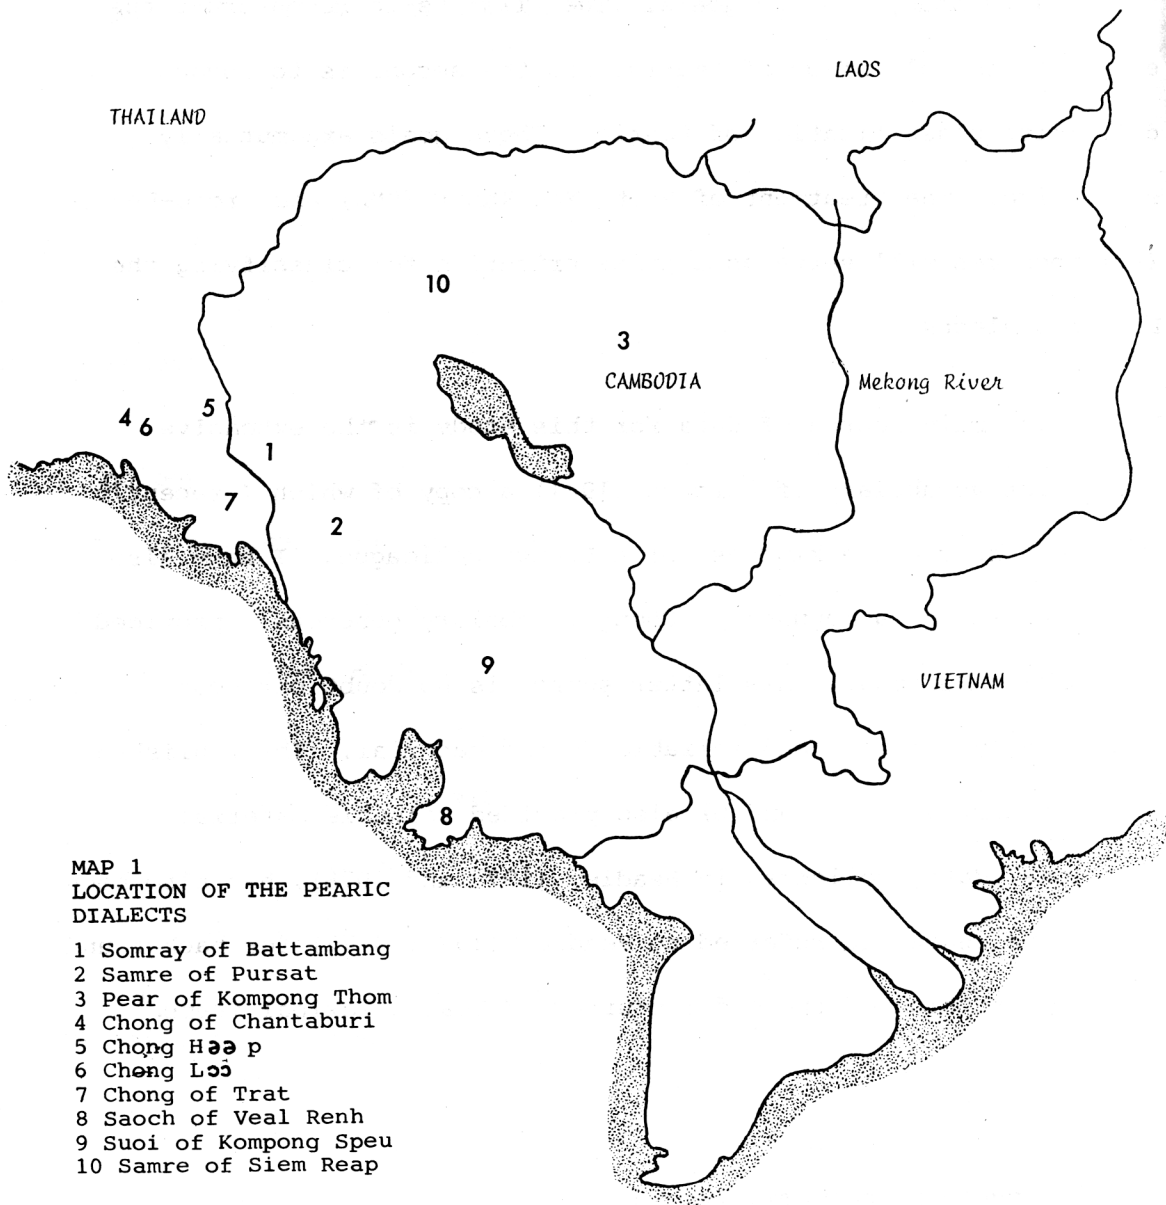 LAOS
THAILAND
10
3
CAMBODIA
Mekong River
5
4
6
1
7
2
9
VIETNAM
8
MAP 1
LOCATION OF THE PEARIC
DIALECTS
1 Somray of Battambang
2 Samre of Pursat
3 Pear of Kompong Thom
4 Chong of Chantaburi
5 Chong Həəp
6 Chong Lɔɔ
7 Chong of Trat
8 Saoch of Veal Renh
9 Suoi of Kompong Speu
10 Samre of Siem Reap